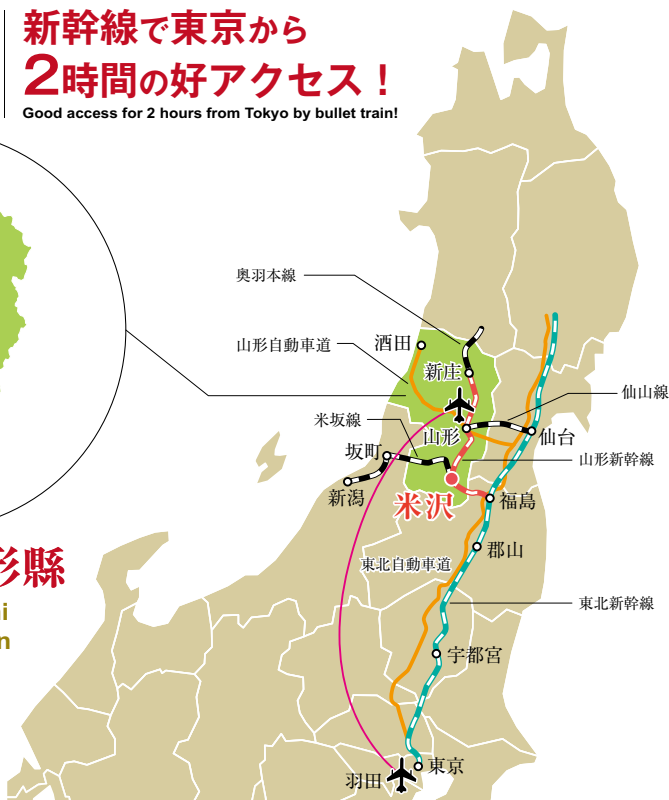 新幹線で東京から
2時間の好アクセス！
Good access for 2 hours from Tokyo by bullet train!
奥羽本線
山形自動車道
酒田
新庄
仙山線
米坂線
山形
仙台
坂町
山形新幹線
新潟
米沢
福島
形縣
郡山
東北自動車道
ni
n
東北新幹線
宇都宮
東京
羽田